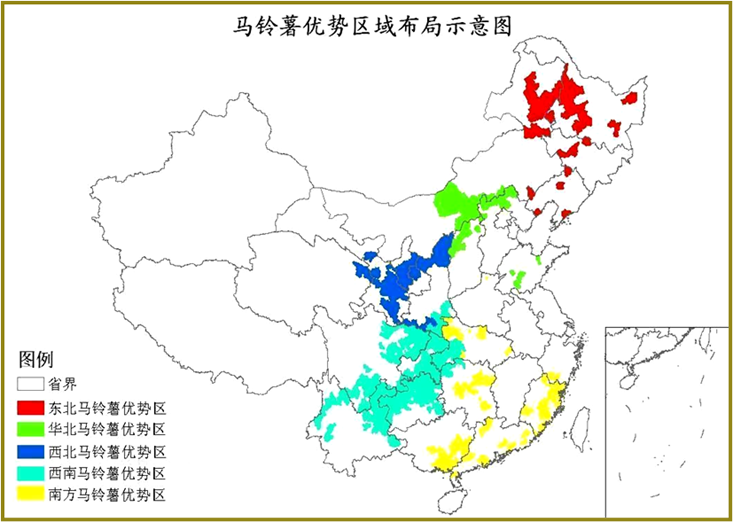 马铃薯优势区域布局示意图
图例
省界
东北马铃薯优势区
华北马铃薯优势区
西北马铃薯优势区
西南马铃薯优势区
南方马铃薯优势区